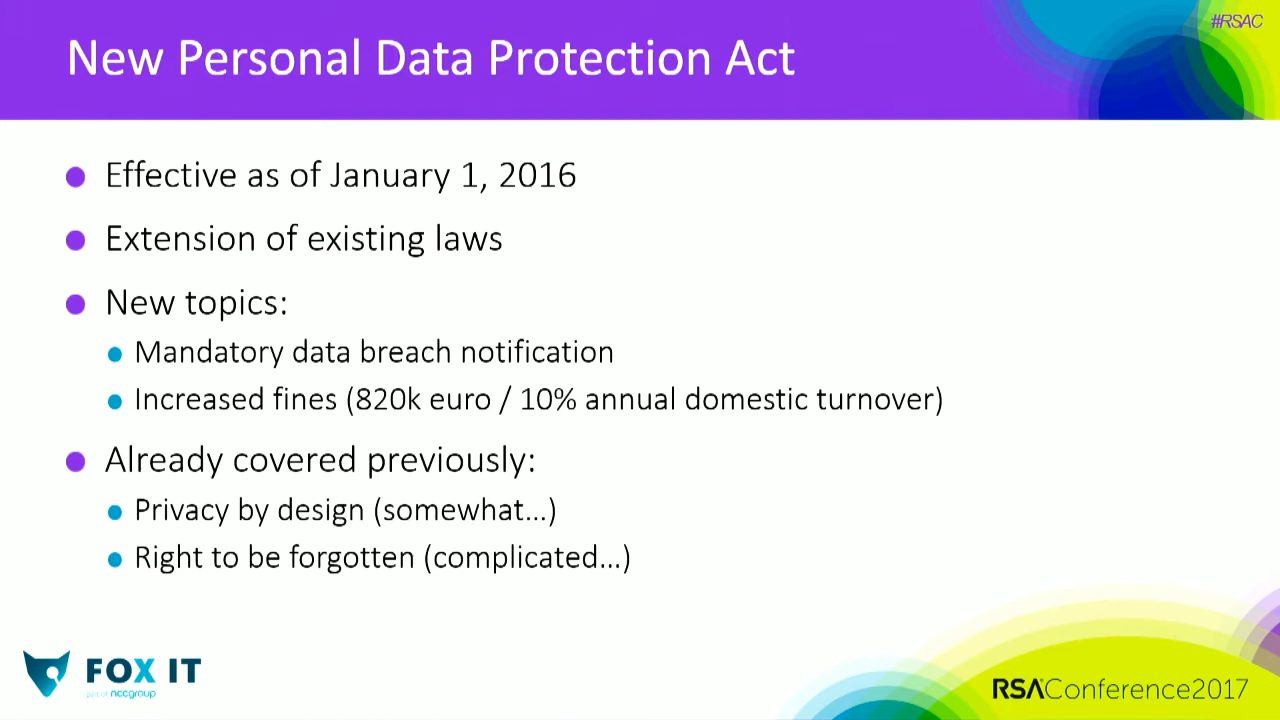 #RSAC
New Personal Data Protection Act
Effective as of January 1, 2016
Extension of existing laws
New topics:
Mandatory data breach notification
Increased fines (820k euro / 10% annual domestic turnover)
Already covered previously:
Privacy by design (somewhat…)
Right to be forgotten (complicated…)
FOX IT
part of nccgroup
RSAConference2017